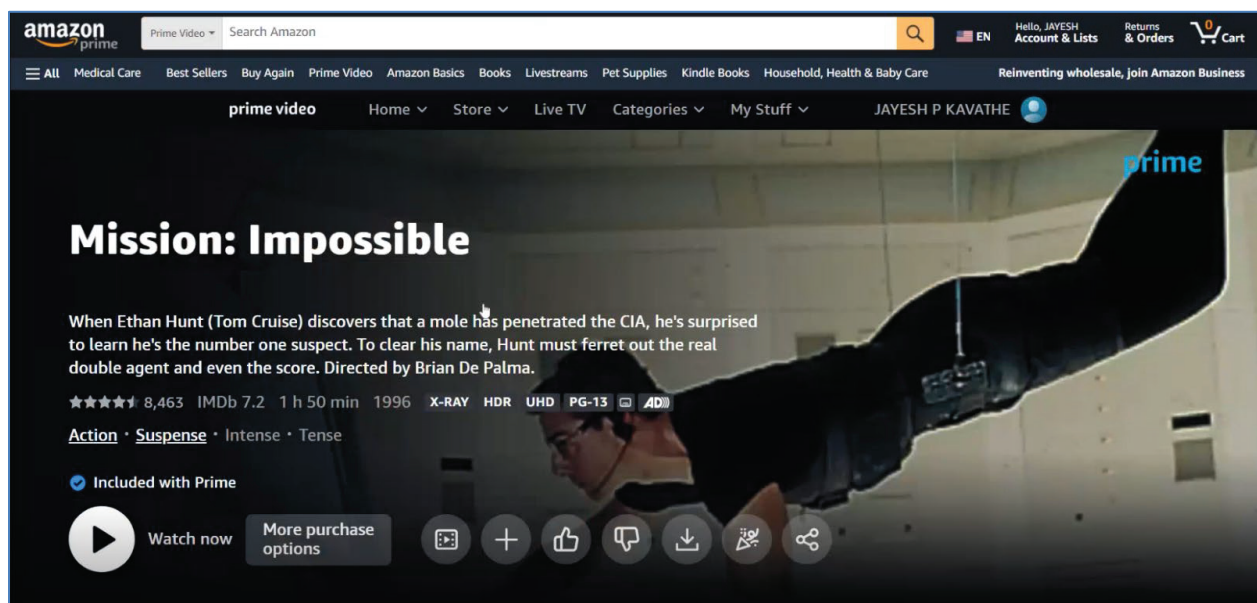 amazon prime
Prime Video
Search Amazon
EN
Hello, JAYESH
Account & Lists
Returns
& Orders
0
Cart
All Medical Care Best Sellers Buy Again Prime Video Amazon Basics Books Livestreams Pet Supplies Kindle Books Household, Health & Baby Care Reinventing wholesale, join Amazon Business
prime video Home Store Live TV Categories My Stuff JAYESH P KAVATHE
prime
Mission: Impossible
When Ethan Hunt (Tom Cruise) discovers that a mole has penetrated the CIA, he's surprised
to learn he's the number one suspect. To clear his name, Hunt must ferret out the real
double agent and even the score. Directed by Brian De Palma.
8,463 IMDb 7.2 1 h 50 min 1996 X-RAY HDR UHD PG-13 AD
Action · Suspense · Intense · Tense
Included with Prime
Watch now
More purchase
options